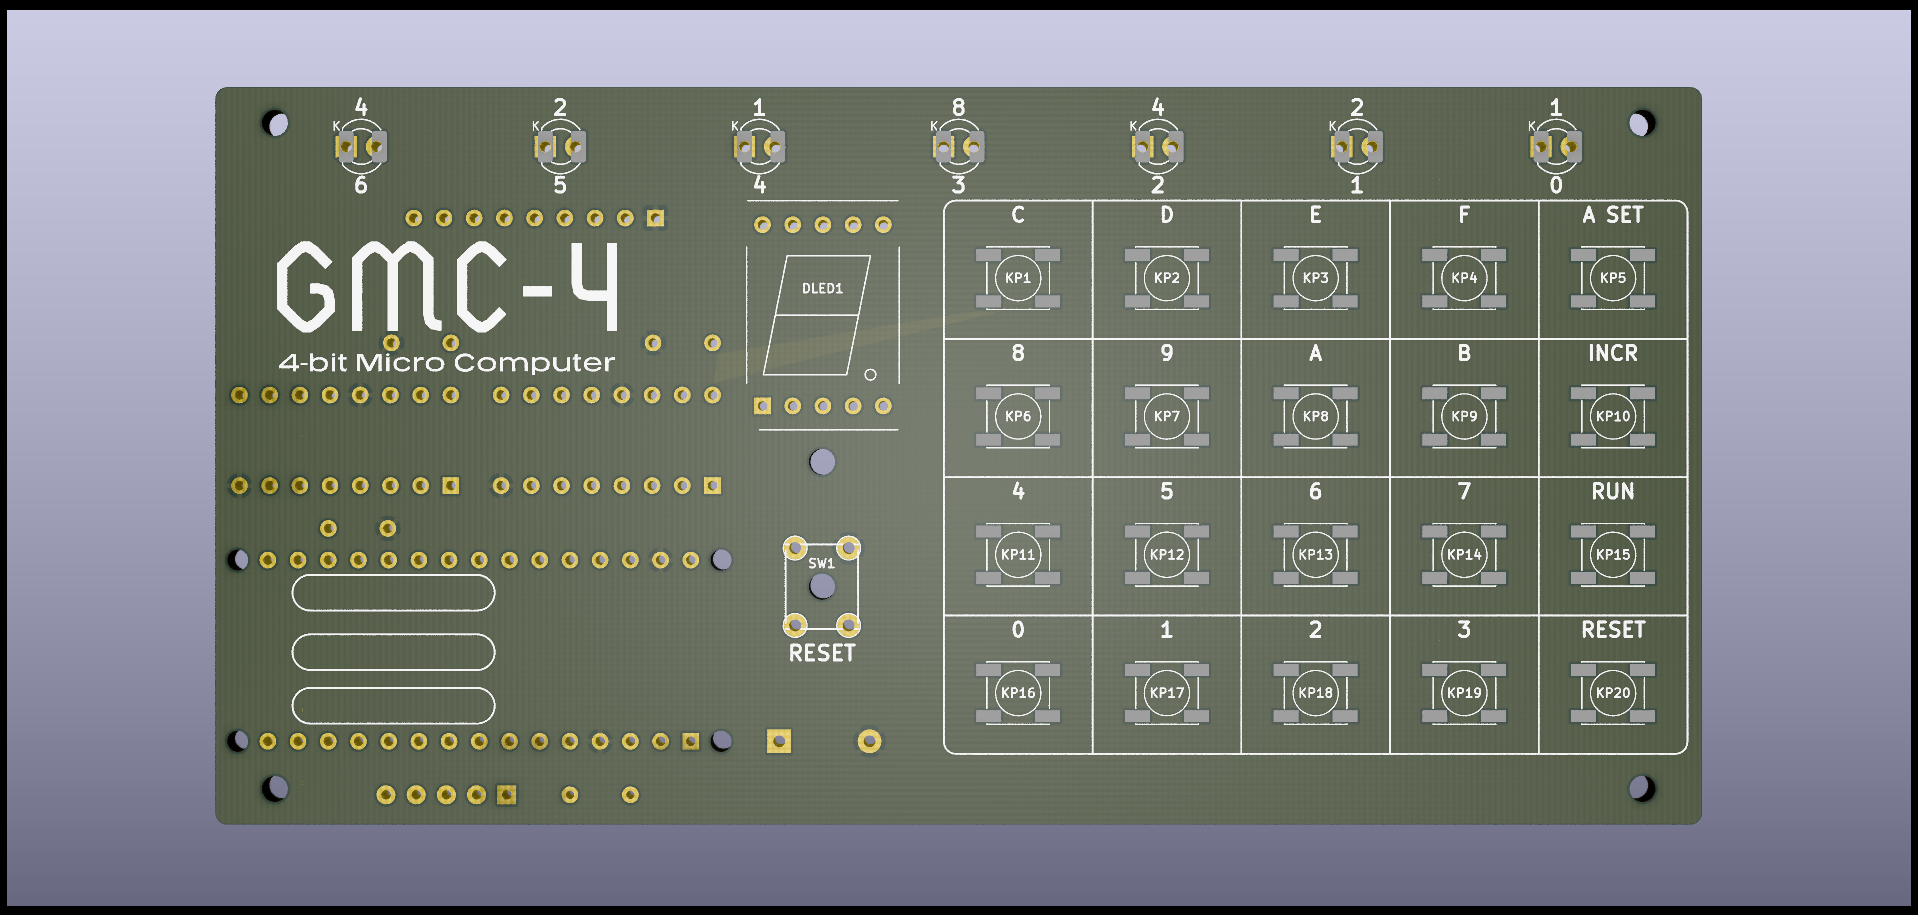 4 2 1 8 4 2 1
K K K K K K K
6 5 4 3 2 1 0
GMC-4
4-bit Micro Computer
DLED1
SW1
RESET
C D E F A SET
KP1 KP2 KP3 KP4 KP5
8 9 A B INCR
KP6 KP7 KP8 KP9 KP10
4 5 6 7 RUN
KP11 KP12 KP13 KP14 KP15
0 1 2 3 RESET
KP16 KP17 KP18 KP19 KP20